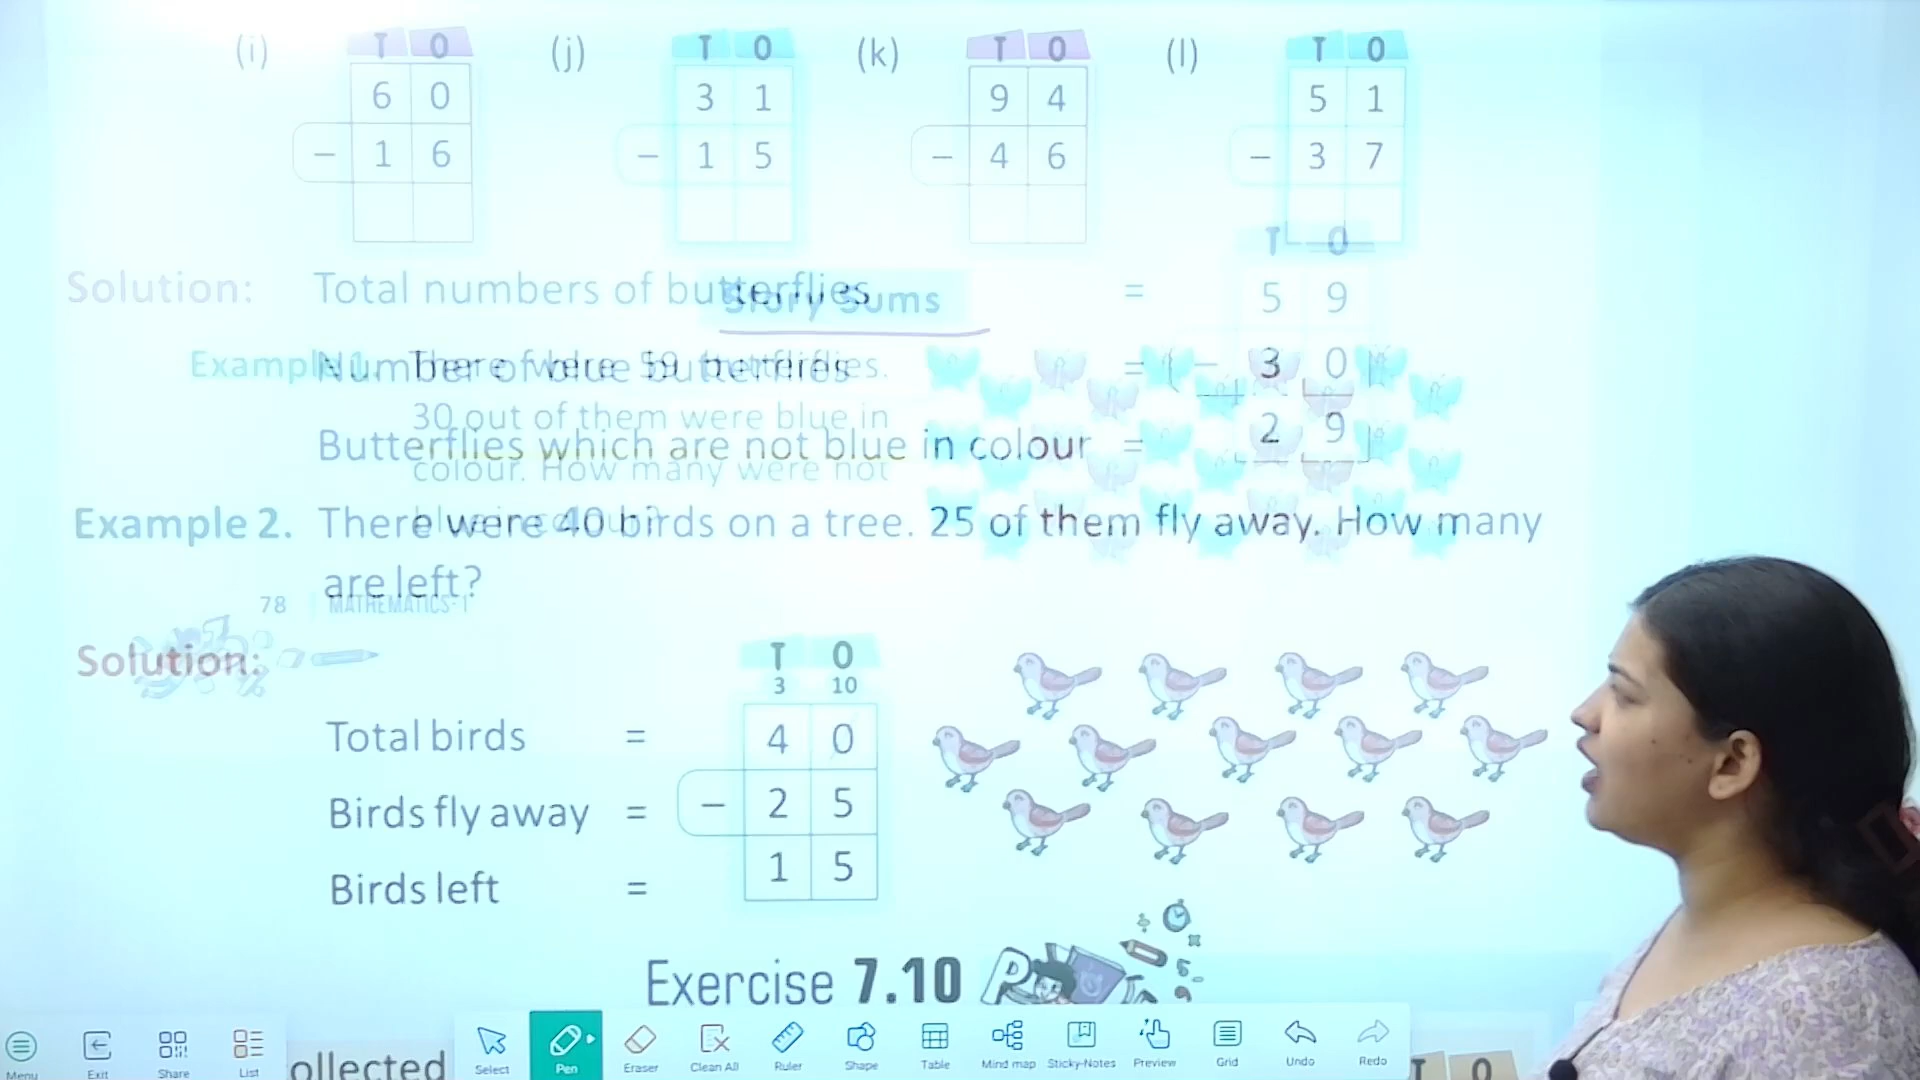 (i) T O (j) T O (k) T O (l) T O
6 0 3 1 9 4 5 1
- 1 6 - 1 5 - 4 6 - 3 7
T O
Solution: Total numbers of butterflies = 5 9
Story Sums
Number of blue butterflies = - 3 0
Example 1. There were 59 butterflies.
30 out of them were blue in
Butterflies which are not blue in colour = 2 9
colour. How many were not
blue in colour?
Example 2. There were 40 birds on a tree. 25 of them fly away. How many
are left?
78 MATHEMATICS-1
Solution:
T O
3 10
Total birds = 4 0
Birds fly away = - 2 5
Birds left = 1 5
Exercise 7.10
Menu Exit Share List ollected Select Pen Eraser Clean All Ruler Shape Table Mind map Sticky-Notes Preview Grid Undo Redo T O